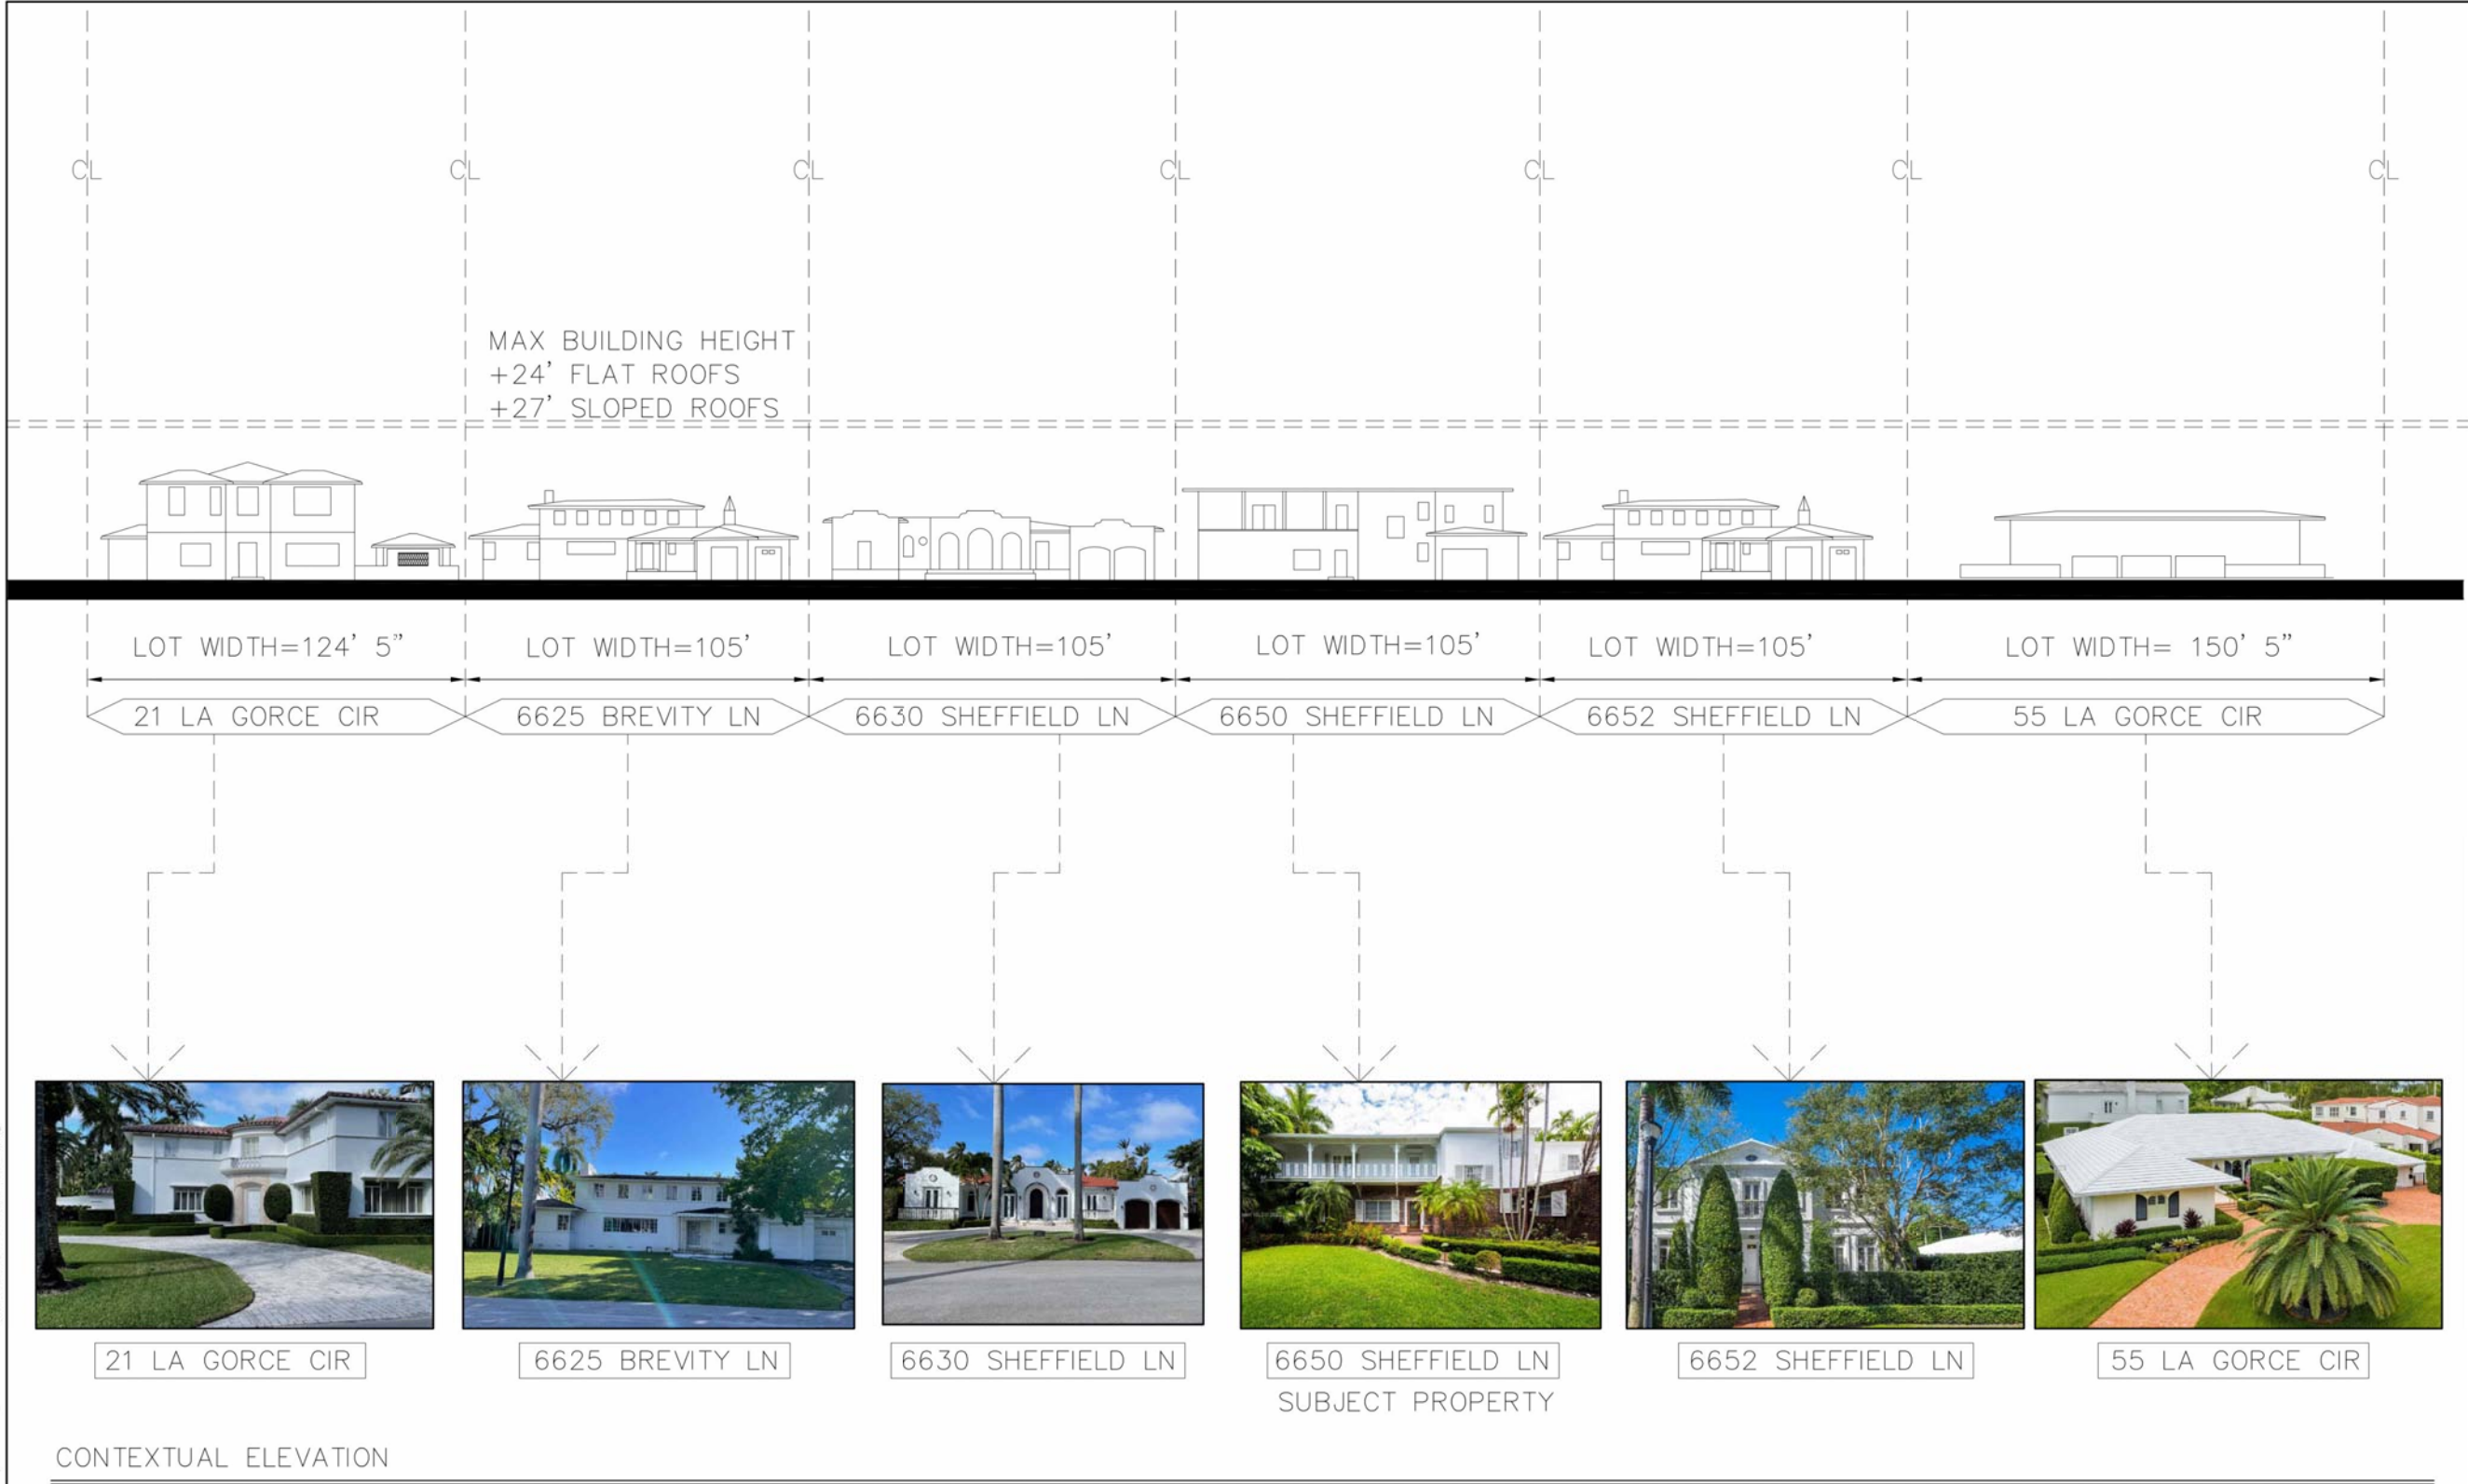 CL CL CL CL CL CL CL
MAX BUILDING HEIGHT
+24' FLAT ROOFS
+27' SLOPED ROOFS
LOT WIDTH=124' 5" LOT WIDTH=105' LOT WIDTH=105' LOT WIDTH=105' LOT WIDTH=105' LOT WIDTH= 150' 5"
21 LA GORCE CIR 6625 BREVITY LN 6630 SHEFFIELD LN 6650 SHEFFIELD LN 6652 SHEFFIELD LN 55 LA GORCE CIR
21 LA GORCE CIR 6625 BREVITY LN 6630 SHEFFIELD LN 6650 SHEFFIELD LN 6652 SHEFFIELD LN 55 LA GORCE CIR
SUBJECT PROPERTY
CONTEXTUAL ELEVATION